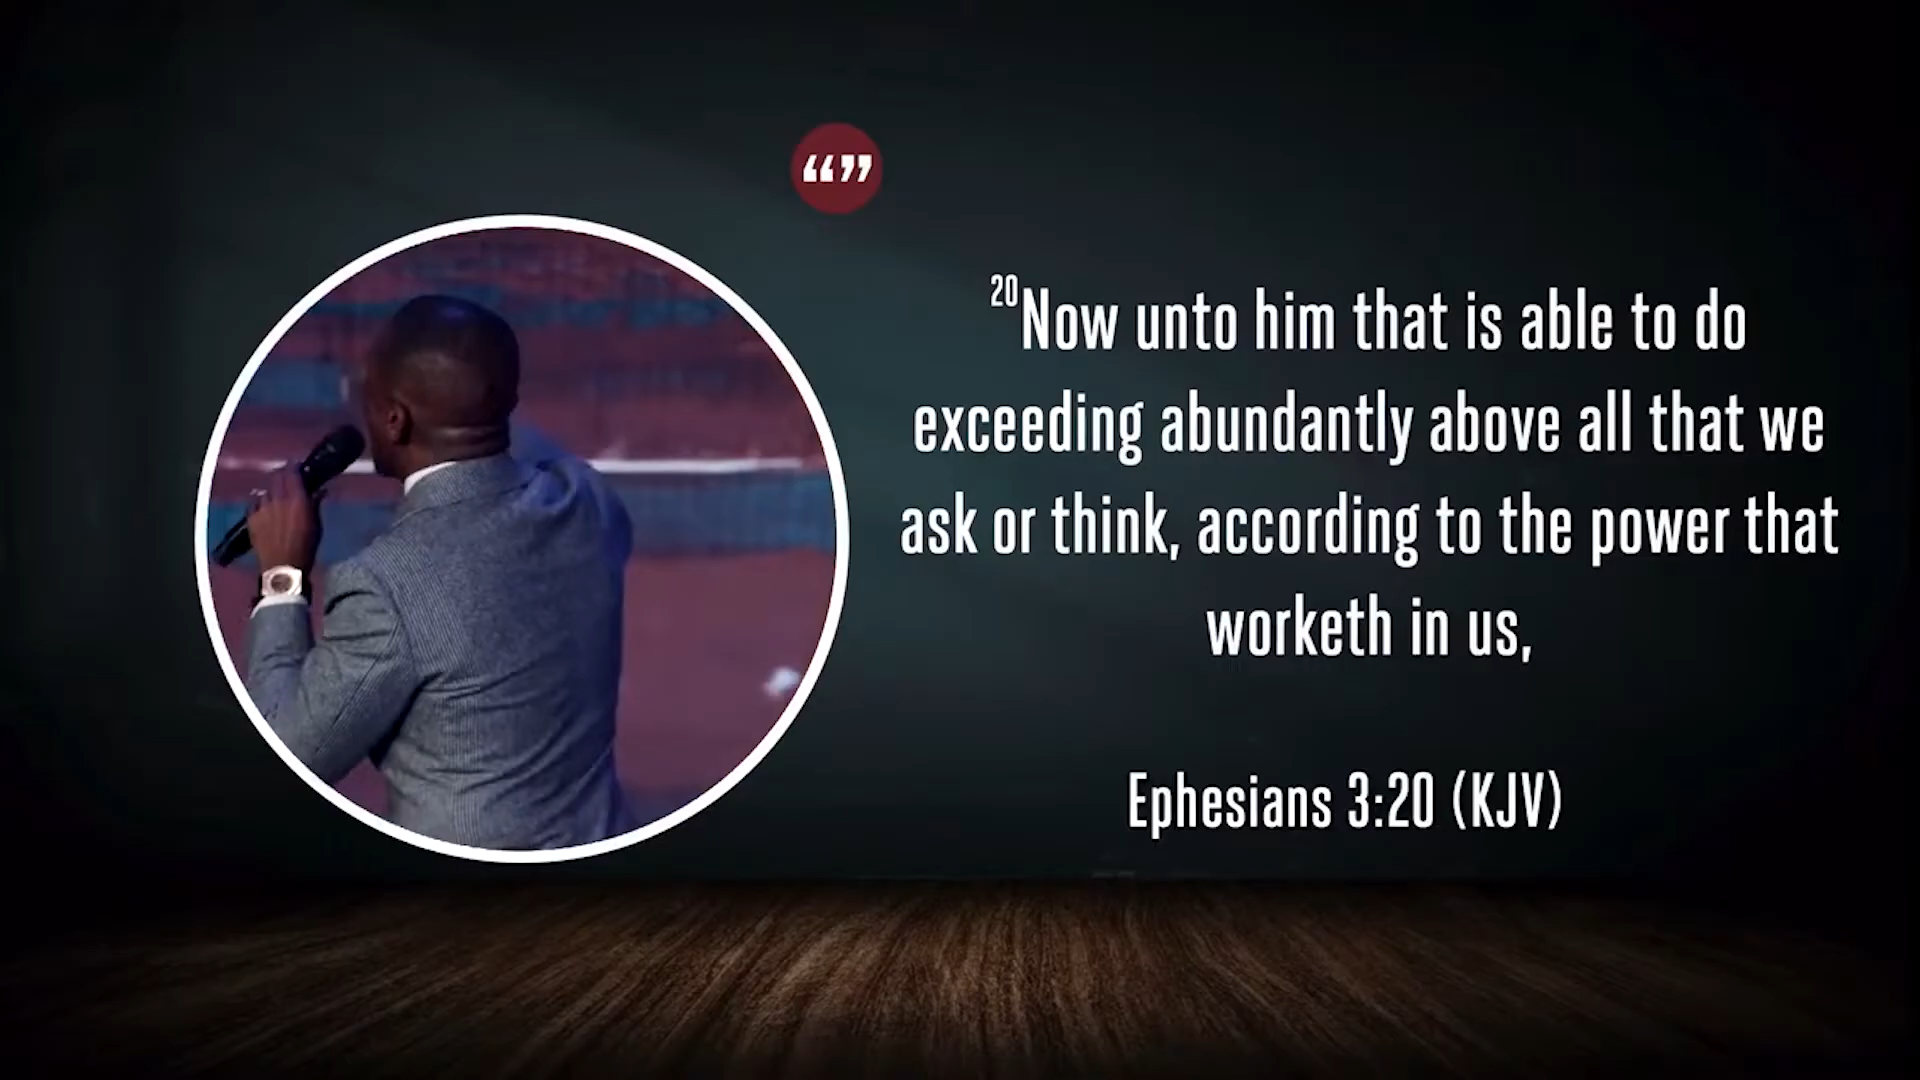 “”
20Now unto him that is able to do
exceeding abundantly above all that we
ask or think, according to the power that
worketh in us,
Ephesians 3:20 (KJV)